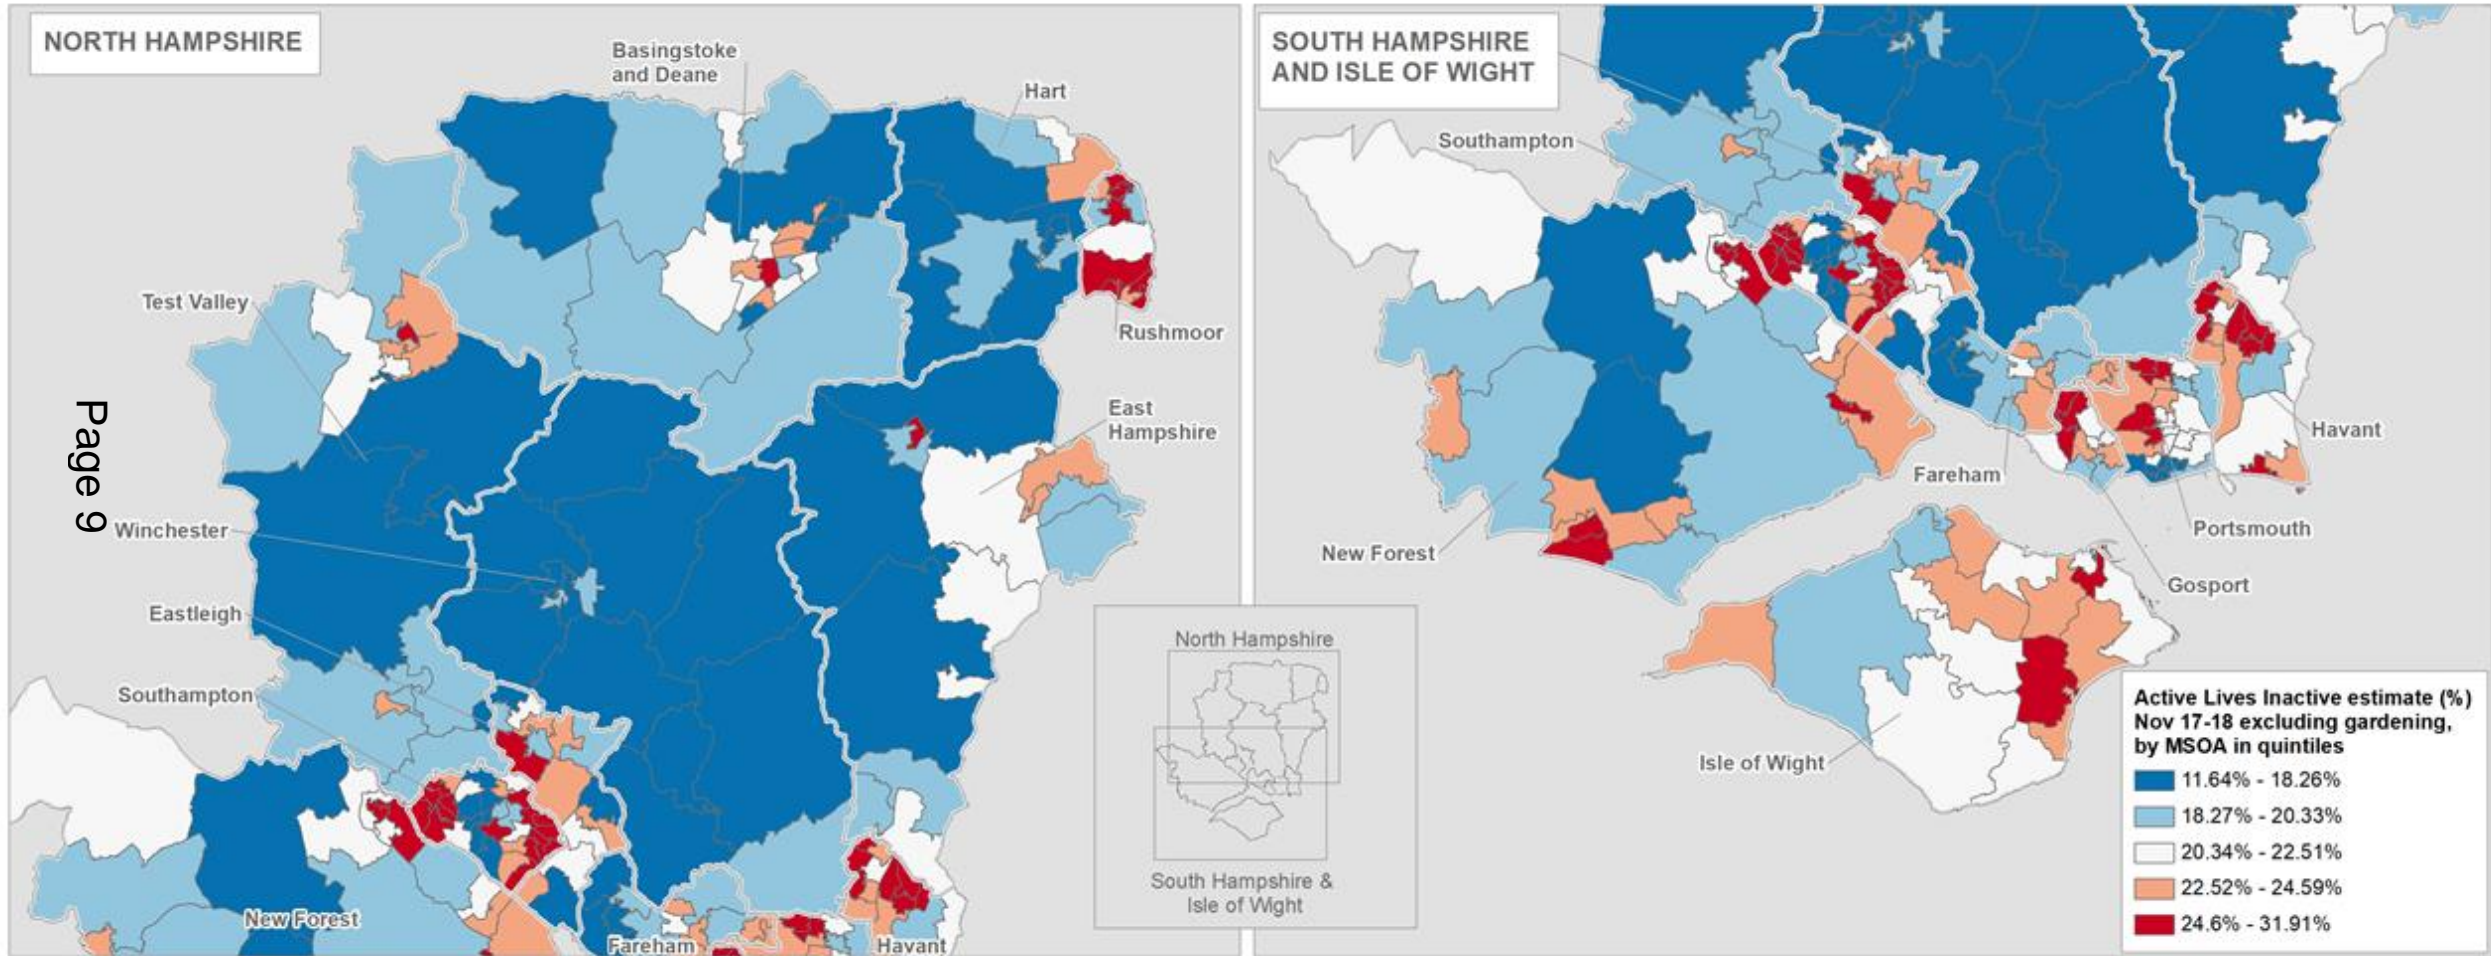 NORTH HAMPSHIRE
Basingstoke
and Deane
Hart
Test Valley
Rushmoor
East
Hampshire
Page 9
Winchester
Eastleigh
Southampton
New Forest
Fareham
Havant
SOUTH HAMPSHIRE
AND ISLE OF WIGHT
Southampton
Havant
Fareham
Portsmouth
New Forest
Gosport
Isle of Wight
North Hampshire
South Hampshire &
Isle of Wight
Active Lives Inactive estimate (%)
Nov 17-18 excluding gardening,
by MSOA in quintiles
11.64% - 18.26%
18.27% - 20.33%
20.34% - 22.51%
22.52% - 24.59%
24.6% - 31.91%